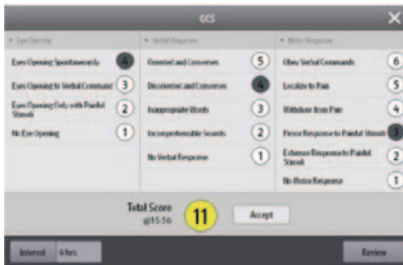 GCS
Eye Opening
Eyes Opening Spontaneously 4
Eyes Opening to Verbal Command 3
Eyes Opening Only with Painful
Stimuli 2
No Eye Opening 1
Verbal Response
Oriented and Converses 5
Disoriented and Converses 4
Inappropriate Words 3
Incomprehensible Sounds 2
No Verbal Response 1
Motor Response
Obey Verbal Commands 6
Localize to Pain 5
Withdraw from Pain 4
Flexor Response to Painful Stimuli 3
Extensor Response to Painful
Stimuli 2
No Motor Response 1
Total Score
@15:56
11
Accept
Interval 4 hrs
Review